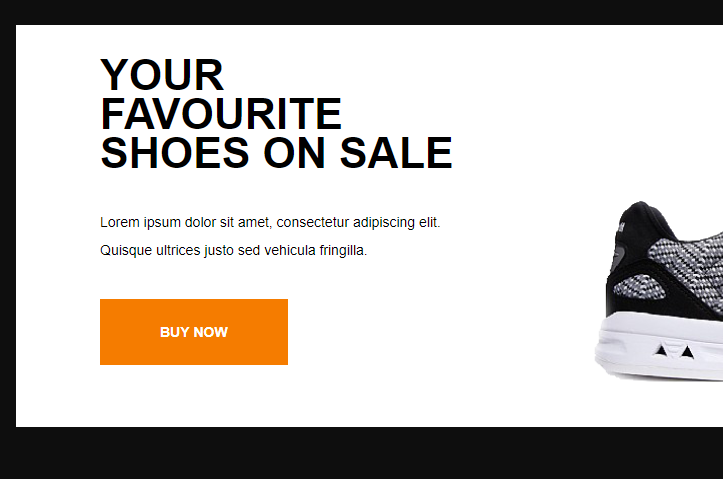 YOUR
FAVOURITE
SHOES ON SALE
Lorem ipsum dolor sit amet, consectetur adipiscing elit.
Quisque ultrices justo sed vehicula fringilla.
BUY NOW